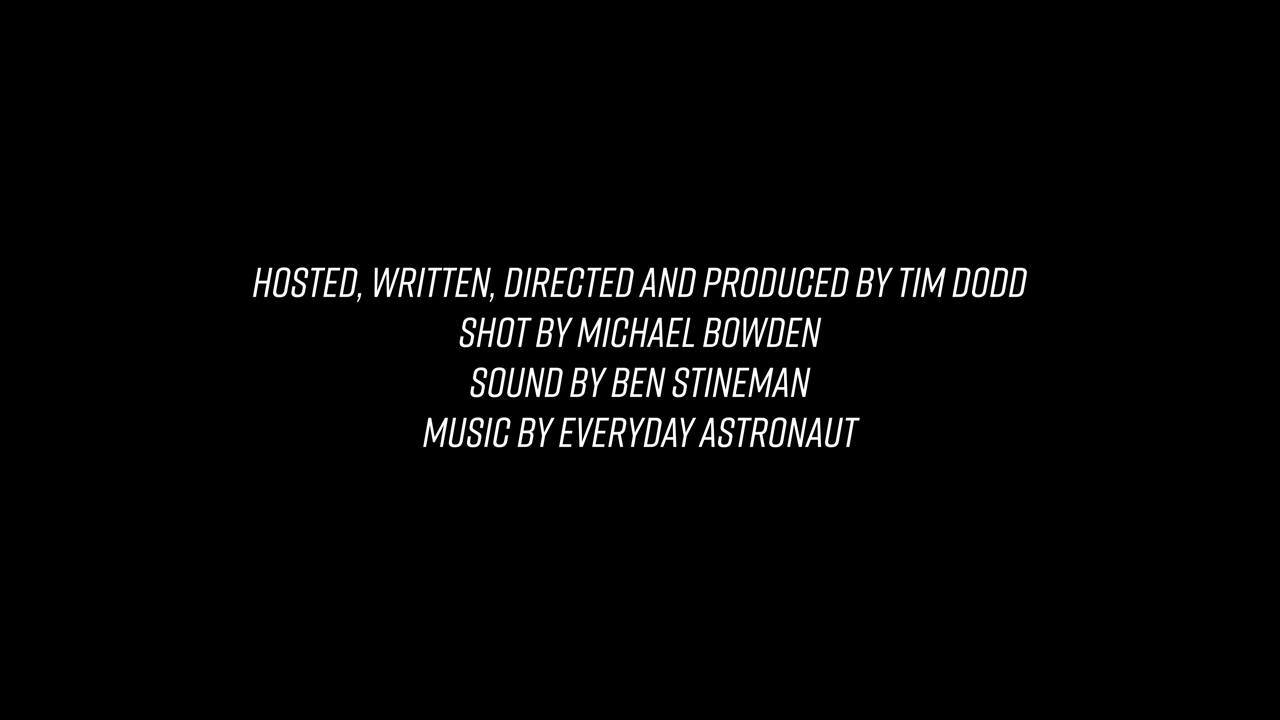 HOSTED, WRITTEN, DIRECTED AND PRODUCED BY TIM DODD
SHOT BY MICHAEL BOWDEN
SOUND BY BEN STINEMAN
MUSIC BY EVERYDAY ASTRONAUT